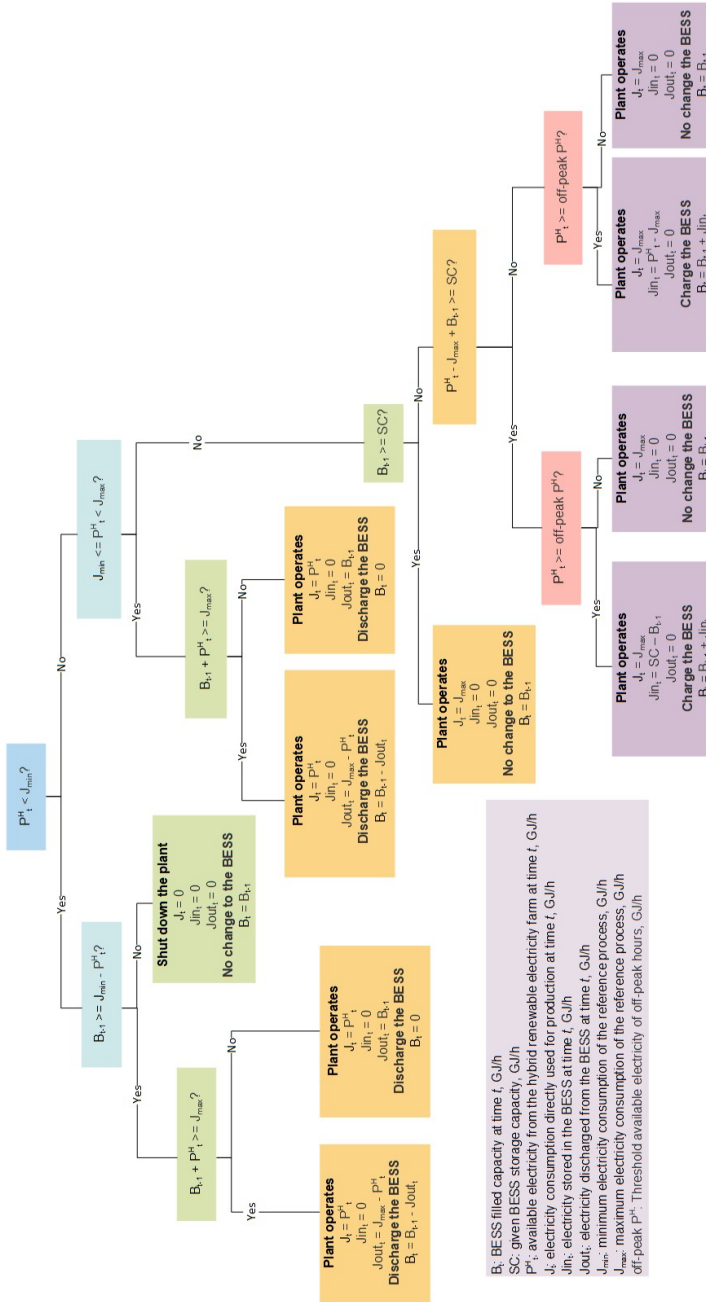 P^H_t < J_min?
Yes
No
B_t-1 >= J_min - P^H_t?
J_min <= P^H_t < J_max?
Yes
No
Yes
No
B_t-1 + P^H_t >= J_max?
Shut down the plant
J_t = 0
Jin_t = 0
Jout_t = 0
No change to the BESS
B_t = B_t-1
B_t-1 + P^H_t >= J_max?
B_t-1 >= SC?
Yes
No
Yes
No
Yes
No
Plant operates
J_t = P^H_t
Jin_t = 0
Jout_t = J_max - P^H_t
Discharge the BESS
B_t = B_t-1 - Jout_t
Plant operates
J_t = P^H_t
Jin_t = 0
Jout_t = B_t-1
Discharge the BESS
B_t = 0
Plant operates
J_t = P^H_t
Jin_t = 0
Jout_t = J_max - P^H_t
Discharge the BESS
B_t = B_t-1 - Jout_t
Plant operates
J_t = P^H_t
Jin_t = 0
Jout_t = B_t-1
Discharge the BESS
B_t = 0
Plant operates
J_t = J_max
Jin_t = 0
Jout_t = 0
No change to the BESS
B_t = B_t-1
P^H_t - J_max + B_t-1 >= SC?
Yes
No
P^H_t >= off-peak P^H?
P^H_t >= off-peak P^H?
Yes
No
Yes
No
Plant operates
J_t = J_max
Jin_t = SC – B_t-1
Jout_t = 0
Charge the BESS
B_t = B_t-1 + Jin_t
Plant operates
J_t = J_max
Jin_t = 0
Jout_t = 0
No change the BESS
B_t = B_t-1
Plant operates
J_t = J_max
Jin_t = P^H_t - J_max
Jout_t = 0
Charge the BESS
B_t = B_t-1 + Jin_t
Plant operates
J_t = J_max
Jin_t = 0
Jout_t = 0
No change the BESS
B_t = B_t-1
B_t: BESS filled capacity at time t, GJ/h
SC: given BESS storage capacity, GJ/h
P^H_t: available electricity from the hybrid renewable electricity farm at time t, GJ/h
J_t: electricity consumption directly used for production at time t, GJ/h
Jin_t: electricity stored in the BESS at time t, GJ/h
Jout_t: electricity discharged from the BESS at time t, GJ/h
J_min: minimum electricity consumption of the reference process, GJ/h
J_max: maximum electricity consumption of the reference process, GJ/h
off-peak P^H: Threshold available electricity of off-peak hours, GJ/h